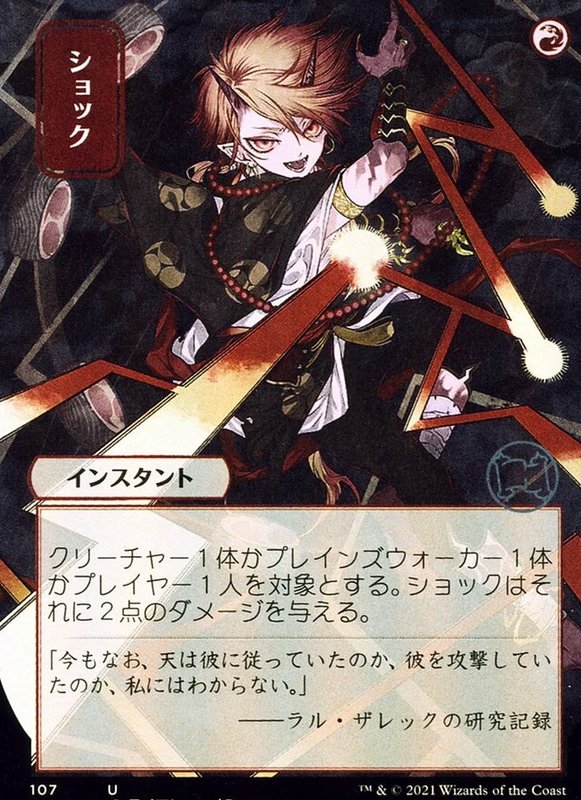 ショック
インスタント
クリーチャー1体かプレインズウォーカー1体
かプレイヤー1人を対象とする。ショックはそ
れに2点のダメージを与える。
「今もなお、天は彼に従っていたのか、彼を攻撃してい
たのか、私にはわからない。」
――ラル・ザレックの研究記録
107 U
™ & © 2021 Wizards of the Coast